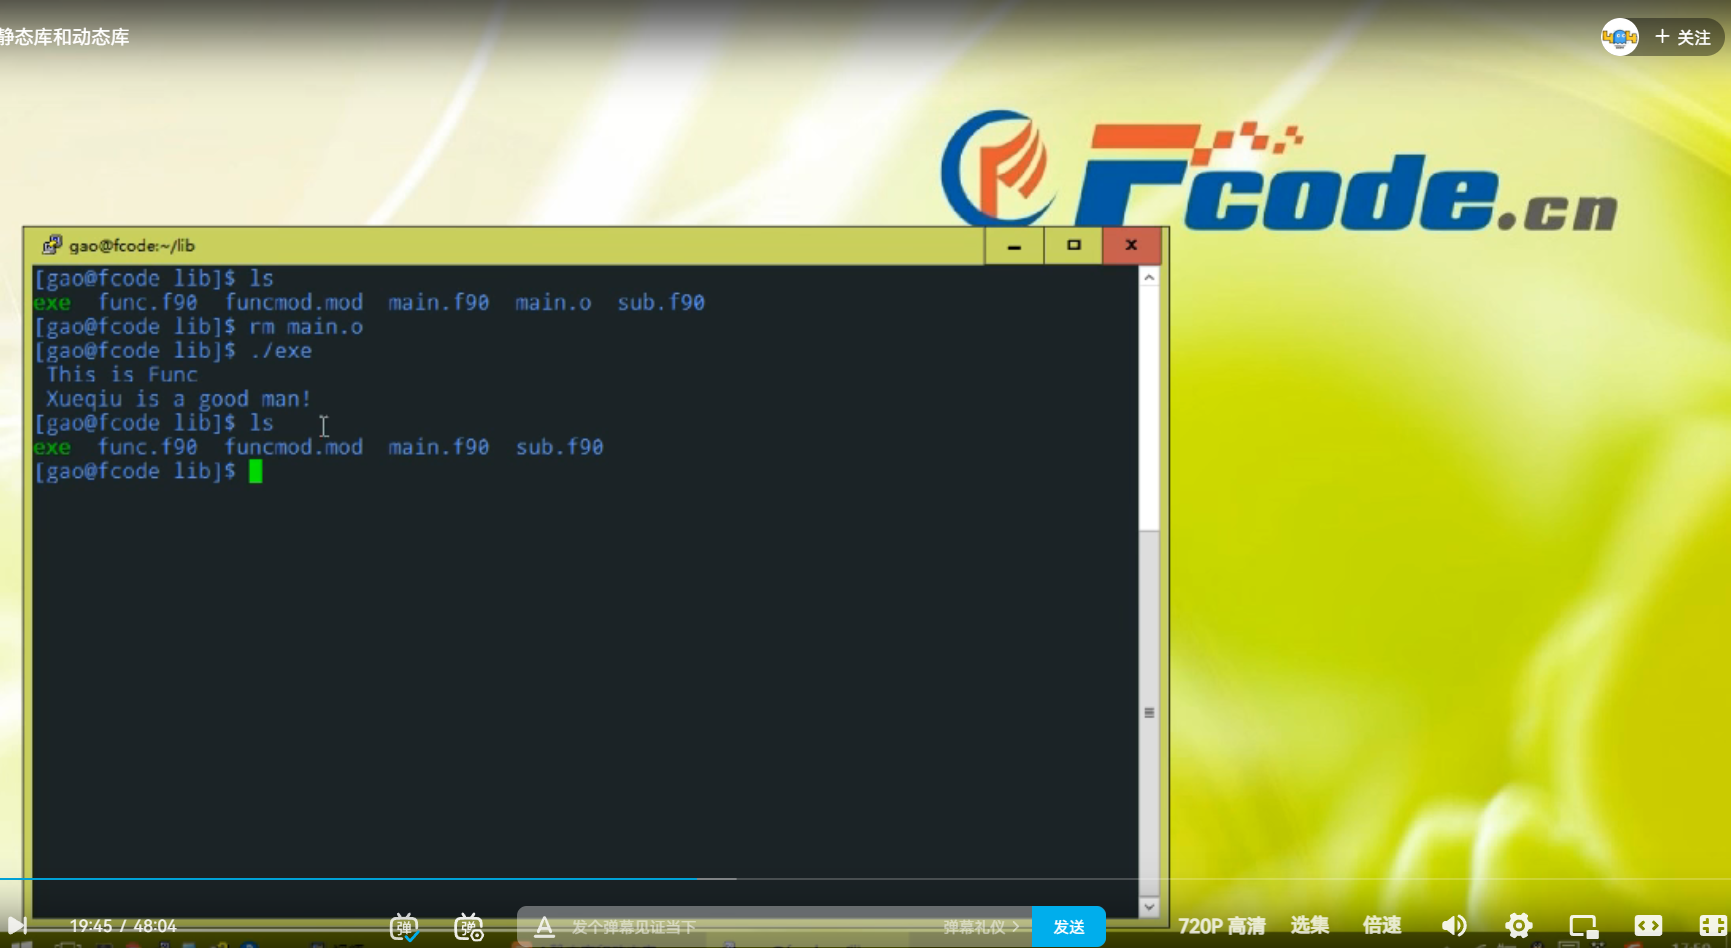 静态库和动态库
+ 关注
Fcode.cn
gao@fcode:~/lib
[gao@fcode lib]$ ls
exe func.f90 funcmod.mod main.f90 main.o sub.f90
[gao@fcode lib]$ rm main.o
[gao@fcode lib]$ ./exe
This is Func
Xueqiu is a good man!
[gao@fcode lib]$ ls
exe func.f90 funcmod.mod main.f90 sub.f90
[gao@fcode lib]$
19:45 / 48:04
弹
弹
A
发个弹幕见证当下
弹幕礼仪 >
发送
720P 高清
选集
倍速